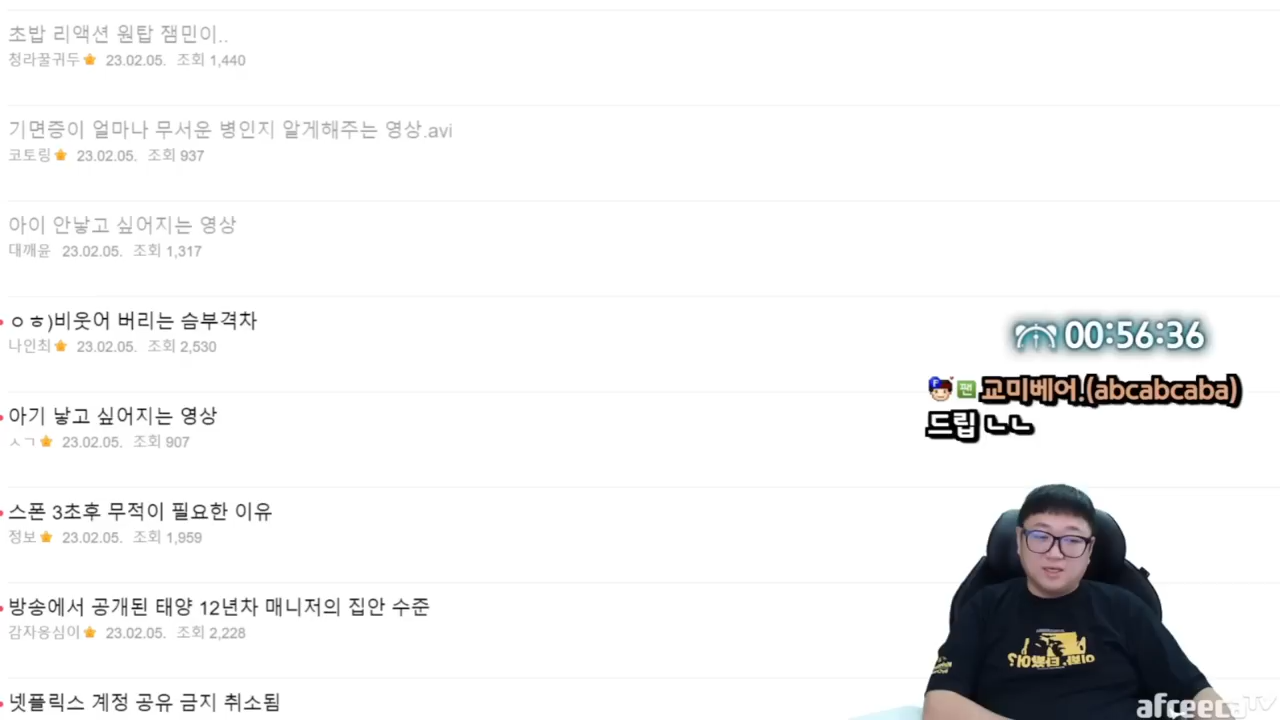 초밥 리액션 원탑 잼민이..
청라꿀귀두 23.02.05. 조회 1,440
기면증이 얼마나 무서운 병인지 알게해주는 영상.avi
코토링 23.02.05. 조회 937
아이 안낳고 싶어지는 영상
대깨윤 23.02.05. 조회 1,317
ㅇㅎ)비웃어 버리는 슴부격차
나인최 23.02.05. 조회 2,530
00:56:36
팬 교미베어.(abcabcaba)
드립 ㄴㄴ
아기 낳고 싶어지는 영상
ㅅㄱ 23.02.05. 조회 907
스폰 3초후 무적이 필요한 이유
정보 23.02.05. 조회 1,959
방송에서 공개된 태양 12년차 매니저의 집안 수준
감자옹심이 23.02.05. 조회 2,228
넷플릭스 계정 공유 금지 취소됨
afreecaTV